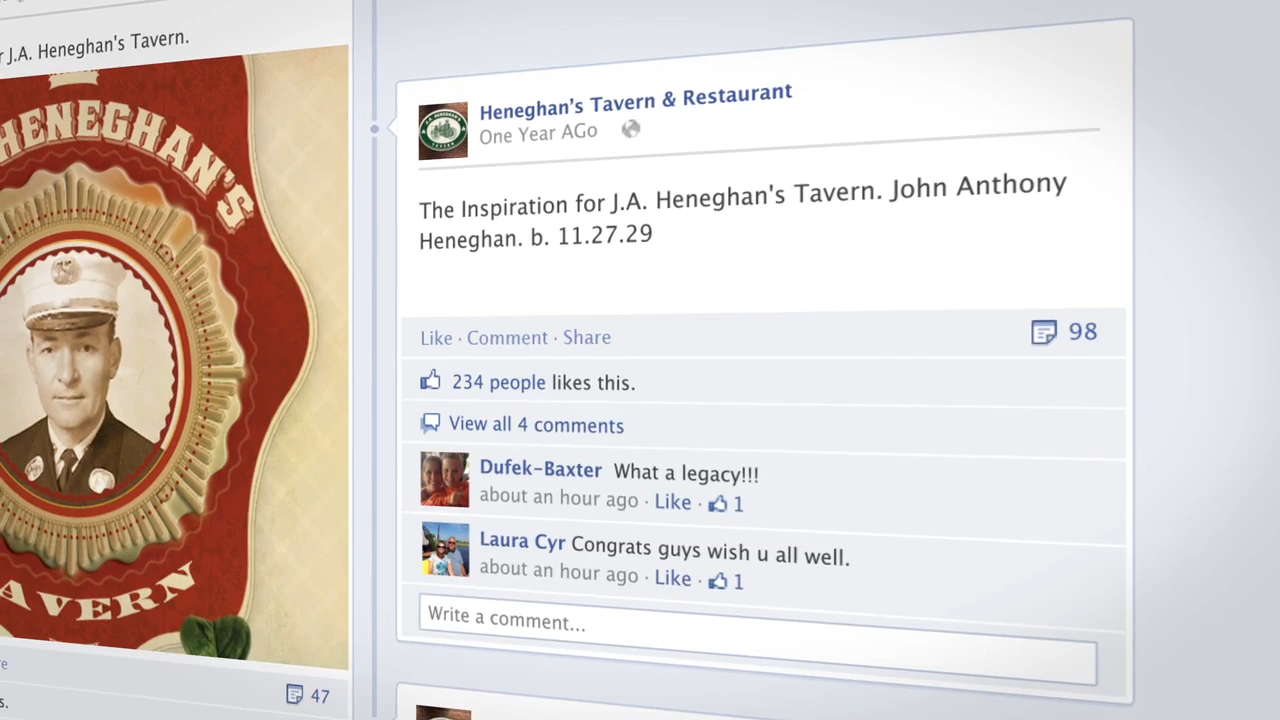 r J.A. Heneghan's Tavern.
HENEGHAN'S
AVERN
re
47
s.
Heneghan's Tavern & Restaurant
One Year AGo
The Inspiration for J.A. Heneghan's Tavern. John Anthony
Heneghan. b. 11.27.29
Like · Comment · Share
98
234 people likes this.
View all 4 comments
Dufek-Baxter What a legacy!!!
about an hour ago · Like · 1
Laura Cyr Congrats guys wish u all well.
about an hour ago · Like · 1
Write a comment...